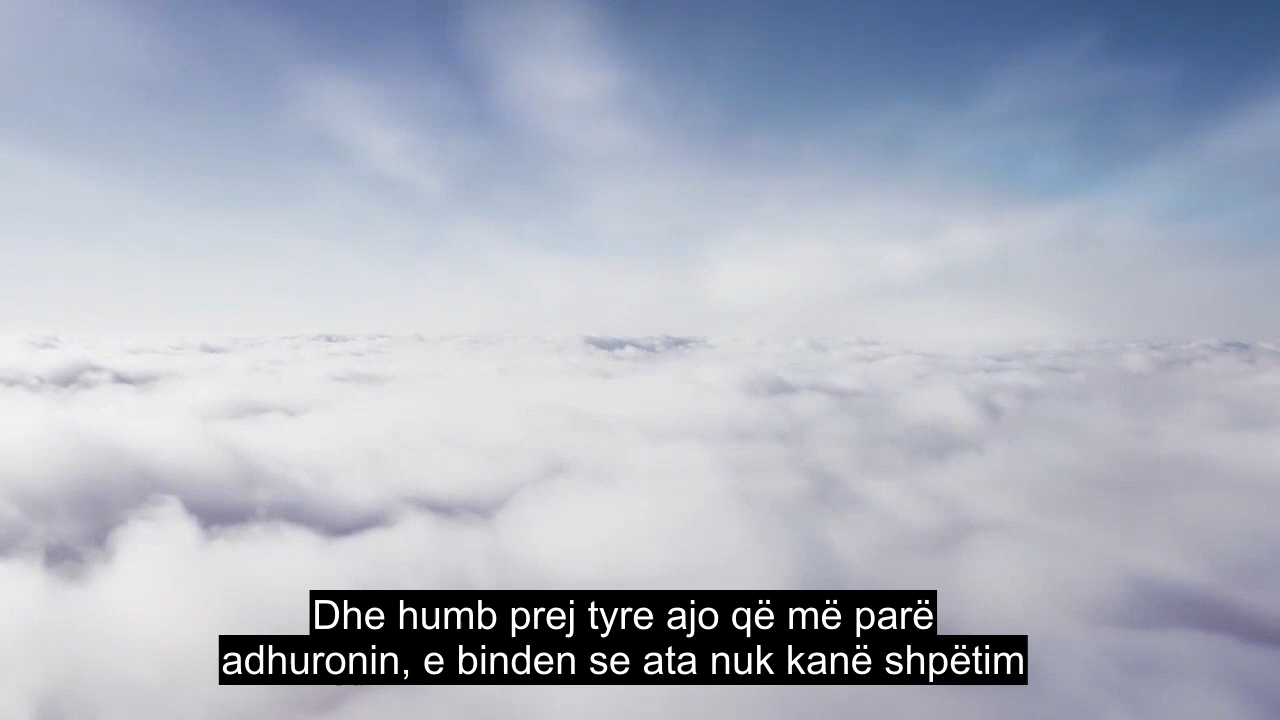 Dhe humb prej tyre ajo që më parë
adhuronin, e binden se ata nuk kanë shpëtim